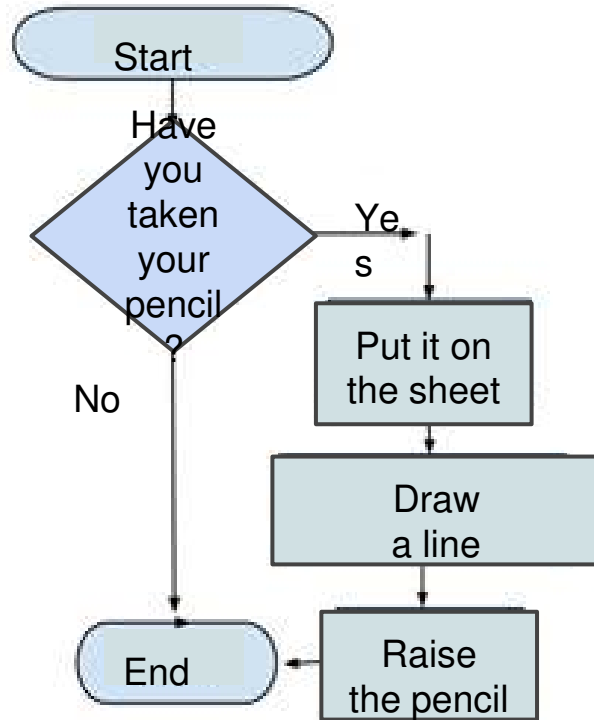 Start
Have
you
taken
your
pencil
?
Ye
s
Put it on
the sheet
No
Draw
a line
Raise
the pencil
End